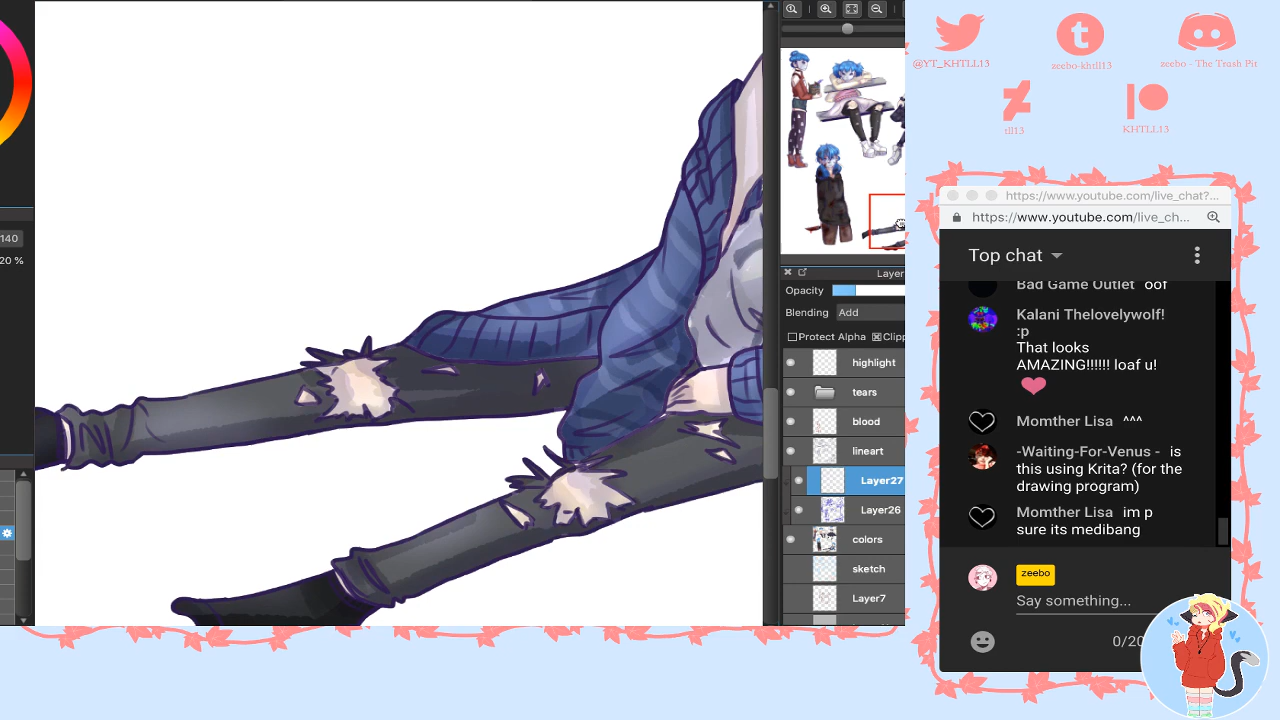 140
20 %
Layer
Opacity
Blending Add
Protect Alpha Clipp
highlight
tears
blood
lineart
Layer27
Layer26
colors
sketch
Layer7
@YT_KHTLL13
zeebo-khtll13
zeebo - The Trash Pit
tll13
KHTLL13
https://www.youtube.com/live_chat?...
https://www.youtube.com/live_ch...
Top chat
Bad Game Outlet oof
Kalani Thelovelywolf!
:p
That looks
AMAZING!!!!!! loaf u!
Momther Lisa ^^^
-Waiting-For-Venus - is
this using Krita? (for the
drawing program)
Momther Lisa im p
sure its medibang
zeebo
Say something...
0/20